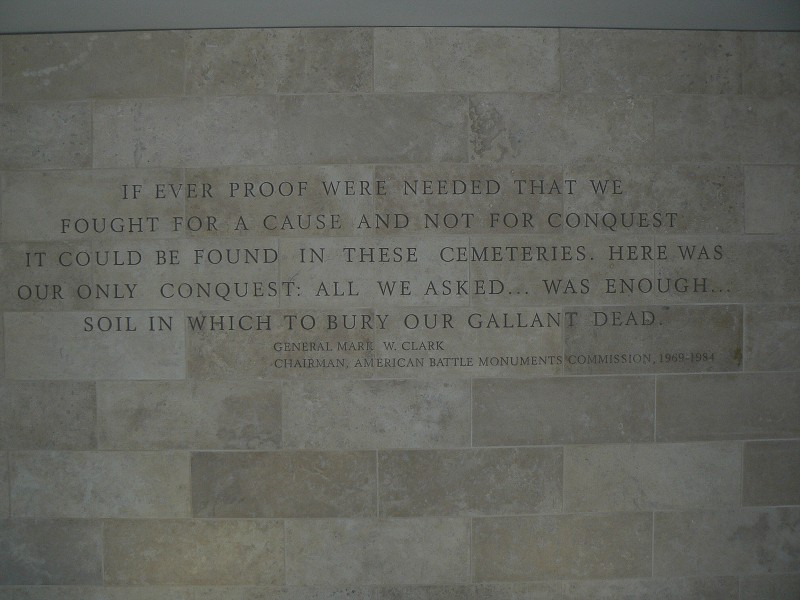 IF EVER PROOF WERE NEEDED THAT WE
FOUGHT FOR A CAUSE AND NOT FOR CONQUEST
IT COULD BE FOUND IN THESE CEMETERIES. HERE WAS
OUR ONLY CONQUEST: ALL WE ASKED... WAS ENOUGH...
SOIL IN WHICH TO BURY OUR GALLANT DEAD.
GENERAL MARK W. CLARK
CHAIRMAN, AMERICAN BATTLE MONUMENTS COMMISSION, 1969-1984